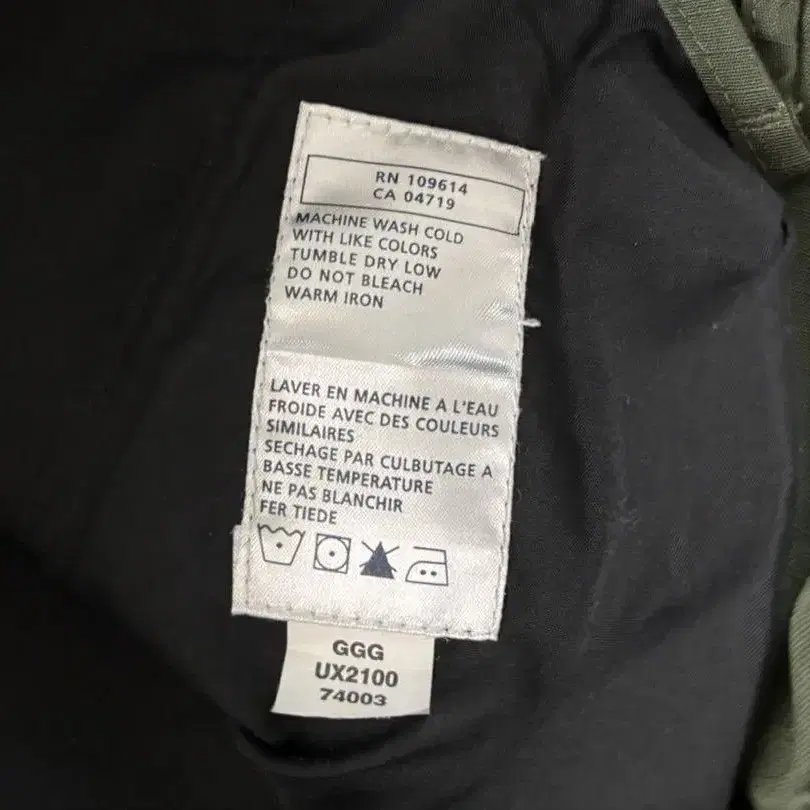 RN 109614
CA 04719
MACHINE WASH COLD
WITH LIKE COLORS
TUMBLE DRY LOW
DO NOT BLEACH
WARM IRON
LAVER EN MACHINE A L'EAU
FROIDE AVEC DES COULEURS
SIMILAIRES
SECHAGE PAR CULBUTAGE A
BASSE TEMPERATURE
NE PAS BLANCHIR
FER TIEDE
GGG
UX2100
74003